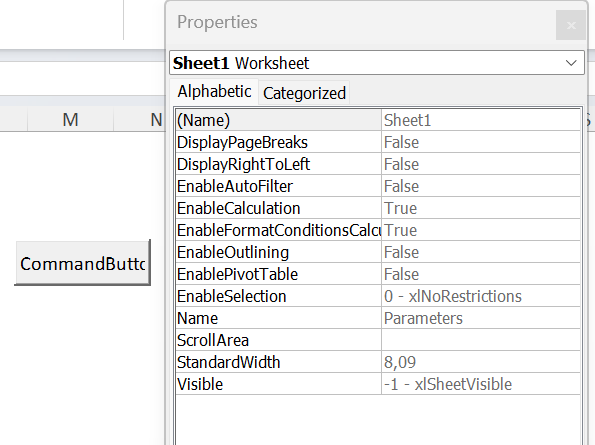 Properties
Sheet1 Worksheet
Alphabetic Categorized
M N
(Name) Sheet1
DisplayPageBreaks False
DisplayRightToLeft False
EnableAutoFilter False
EnableCalculation True
EnableFormatConditionsCalcu True
EnableOutlining False
EnablePivotTable False
EnableSelection 0 - xlNoRestrictions
Name Parameters
ScrollArea
StandardWidth 8,09
Visible -1 - xlSheetVisible
CommandButto